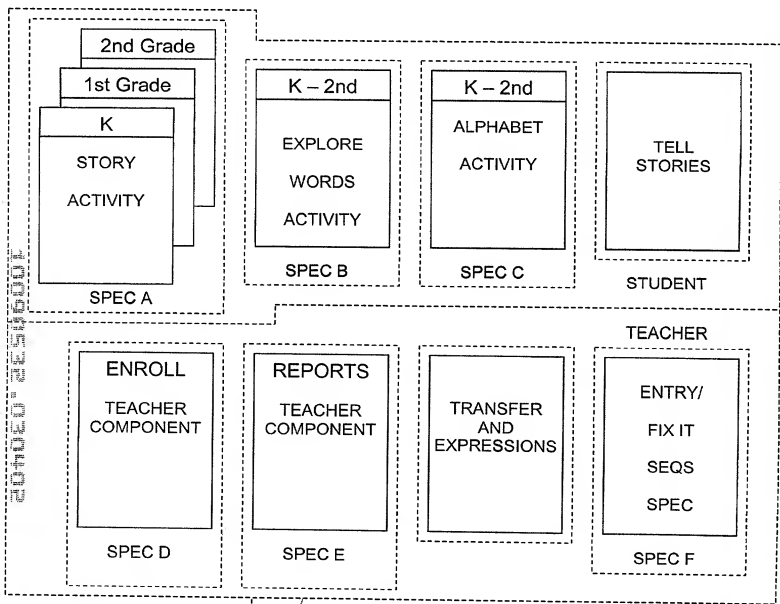 2nd Grade
1st Grade
K
STORY
ACTIVITY
SPEC A
K – 2nd
EXPLORE
WORDS
ACTIVITY
SPEC B
K – 2nd
ALPHABET
ACTIVITY
SPEC C
TELL
STORIES
STUDENT
TEACHER
ENROLL
TEACHER
COMPONENT
SPEC D
REPORTS
TEACHER
COMPONENT
SPEC E
TRANSFER
AND
EXPRESSIONS
ENTRY/
FIX IT
SEQS
SPEC
SPEC F